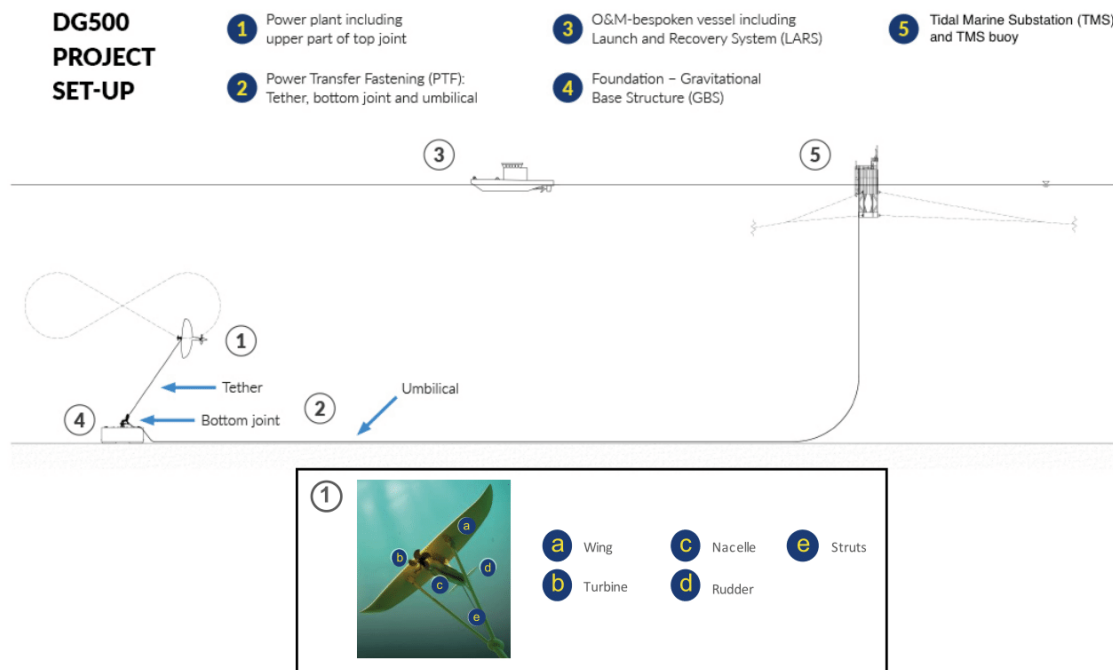 DG500
PROJECT
SET-UP
1 Power plant including
upper part of top joint
2 Power Transfer Fastening (PTF):
Tether, bottom joint and umbilical
3 O&M-bespoken vessel including
Launch and Recovery System (LARS)
4 Foundation – Gravitational
Base Structure (GBS)
5 Tidal Marine Substation (TMS)
and TMS buoy
3
5
1
Tether
Umbilical
2
4
Bottom joint
1
a
b
d
c
e
a Wing
c Nacelle
e Struts
b Turbine
d Rudder